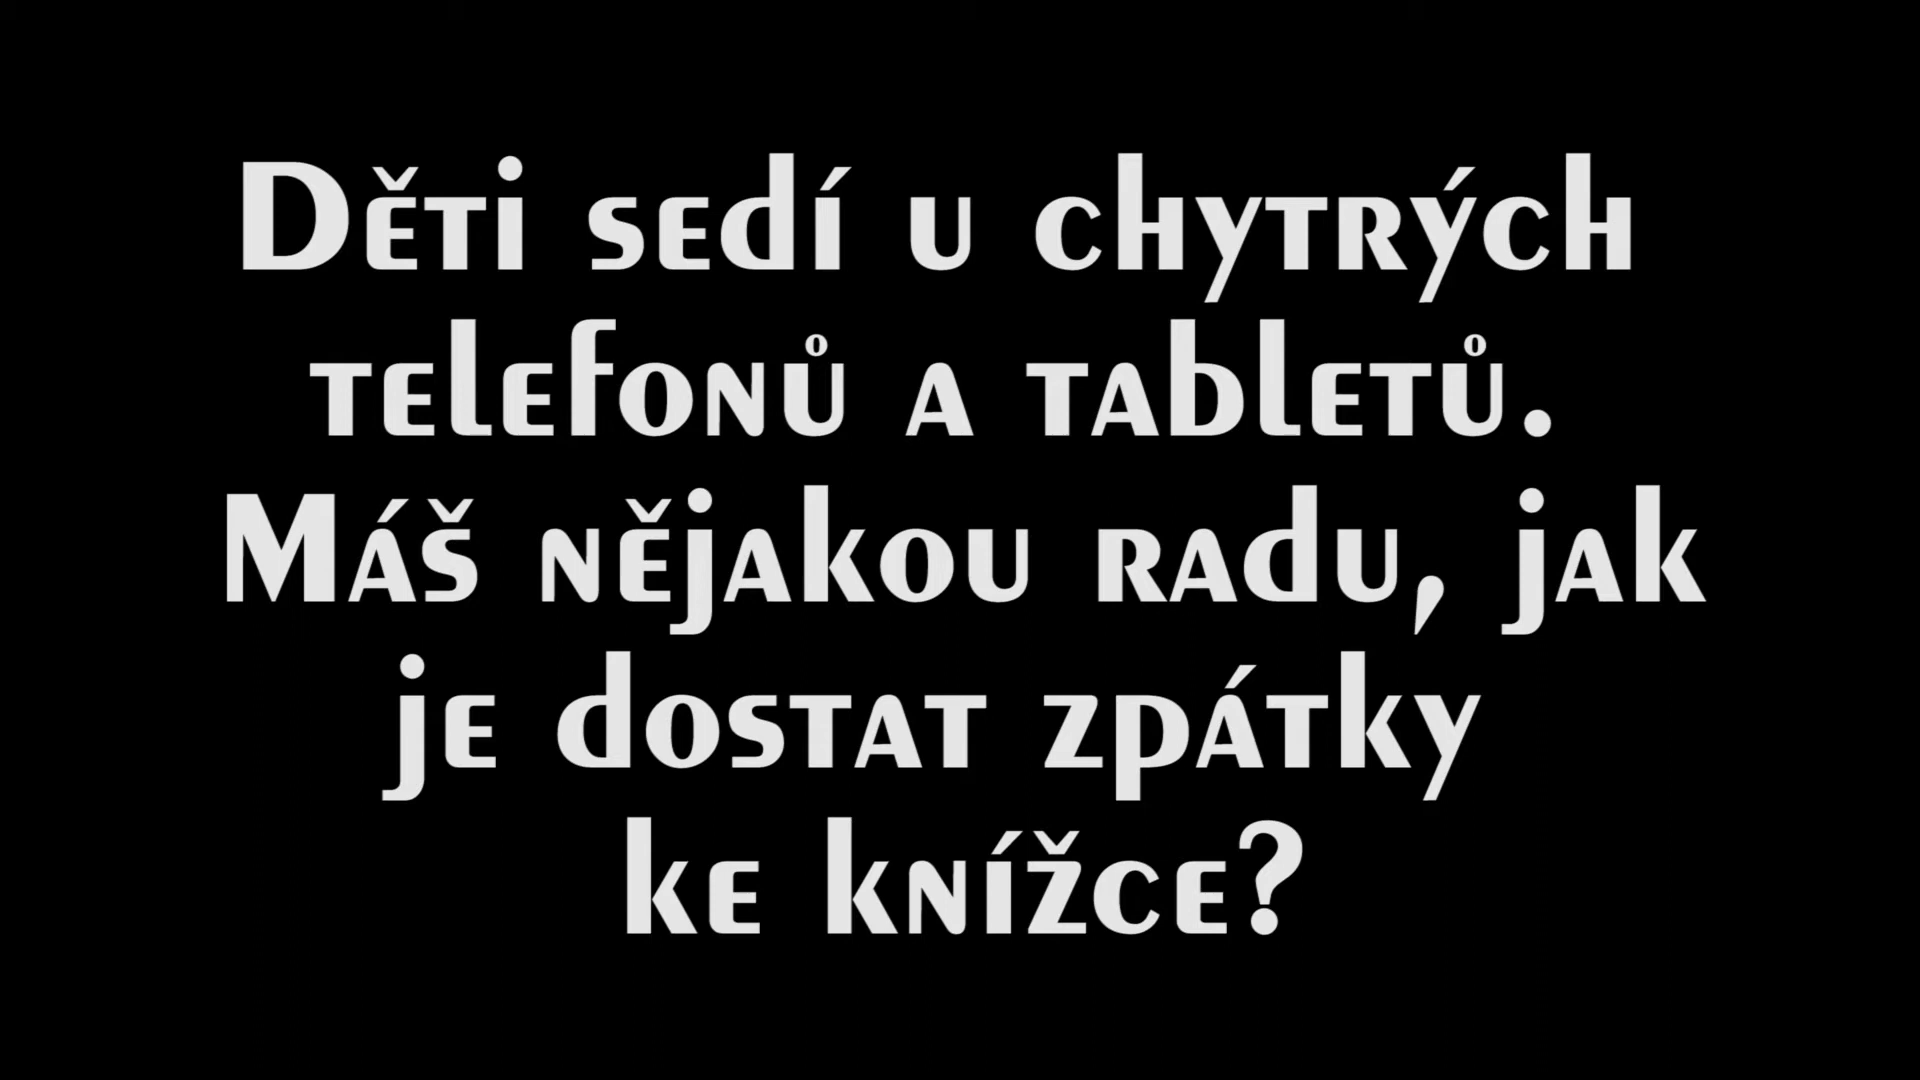 Děti sedí u chytrých
telefonů a tabletů.
Máš nějakou radu, jak
je dostat zpátky
ke knížce?